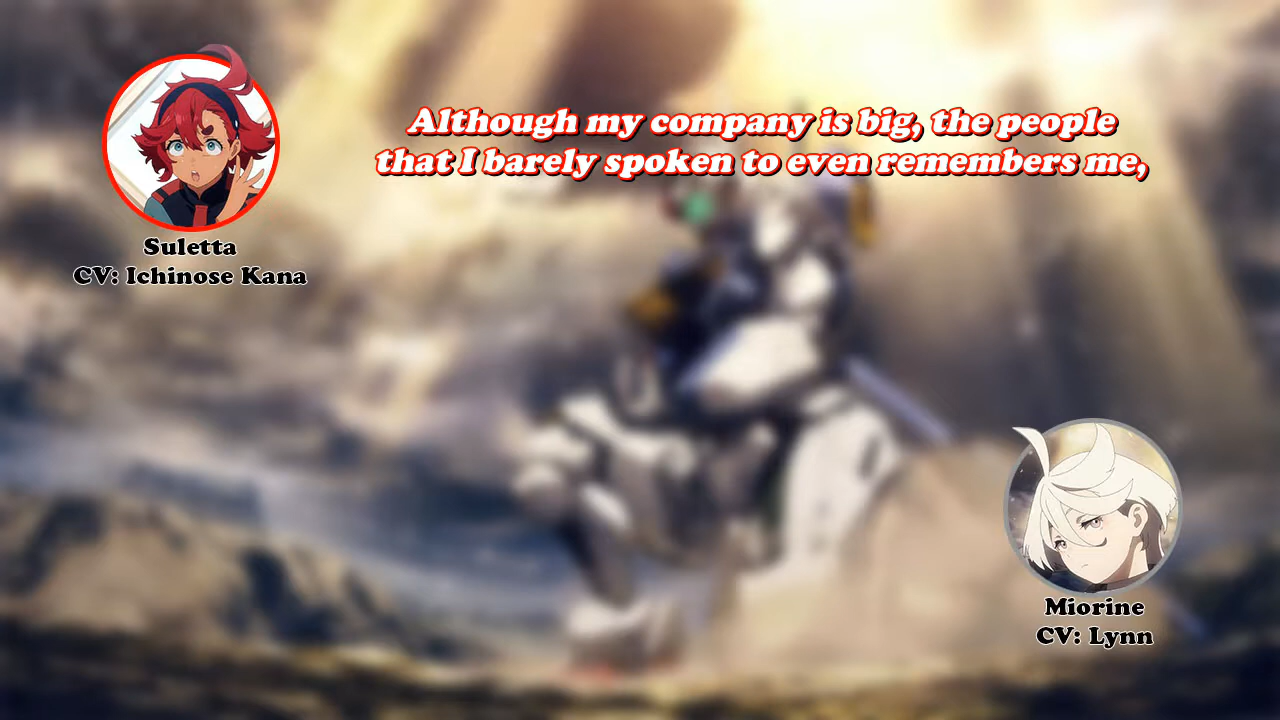 Although my company is big, the people
that I barely spoken to even remembers me,
Suletta
CV: Ichinose Kana
Miorine
CV: Lynn